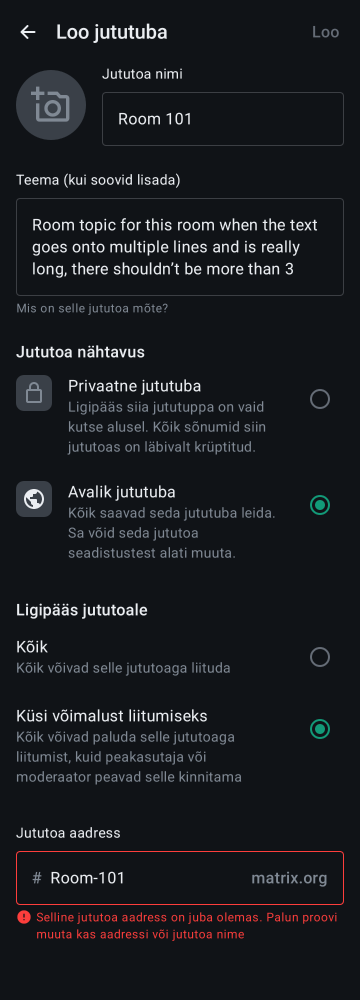 Loo jututuba
Loo
Jututoa nimi
Room 101
Teema (kui soovid lisada)
Room topic for this room when the text
goes onto multiple lines and is really
long, there shouldn’t be more than 3
Mis on selle jututoa mõte?
Jututoa nähtavus
Privaatne jututuba
Ligipääs siia jututuppa on vaid
kutse alusel. Kõik sõnumid siin
jututoas on läbivalt krüptitud.
Avalik jututuba
Kõik saavad seda jututuba leida.
Sa võid seda jututoa
seadistustest alati muuta.
Ligipääs jututoale
Kõik
Kõik võivad selle jututoaga liituda
Küsi võimalust liitumiseks
Kõik võivad paluda selle jututoaga
liitumist, kuid peakasutaja või
moderaator peavad selle kinnitama
Jututoa aadress
# Room-101 matrix.org
Selline jututoa aadress on juba olemas. Palun proovi
muuta kas aadressi või jututoa nime